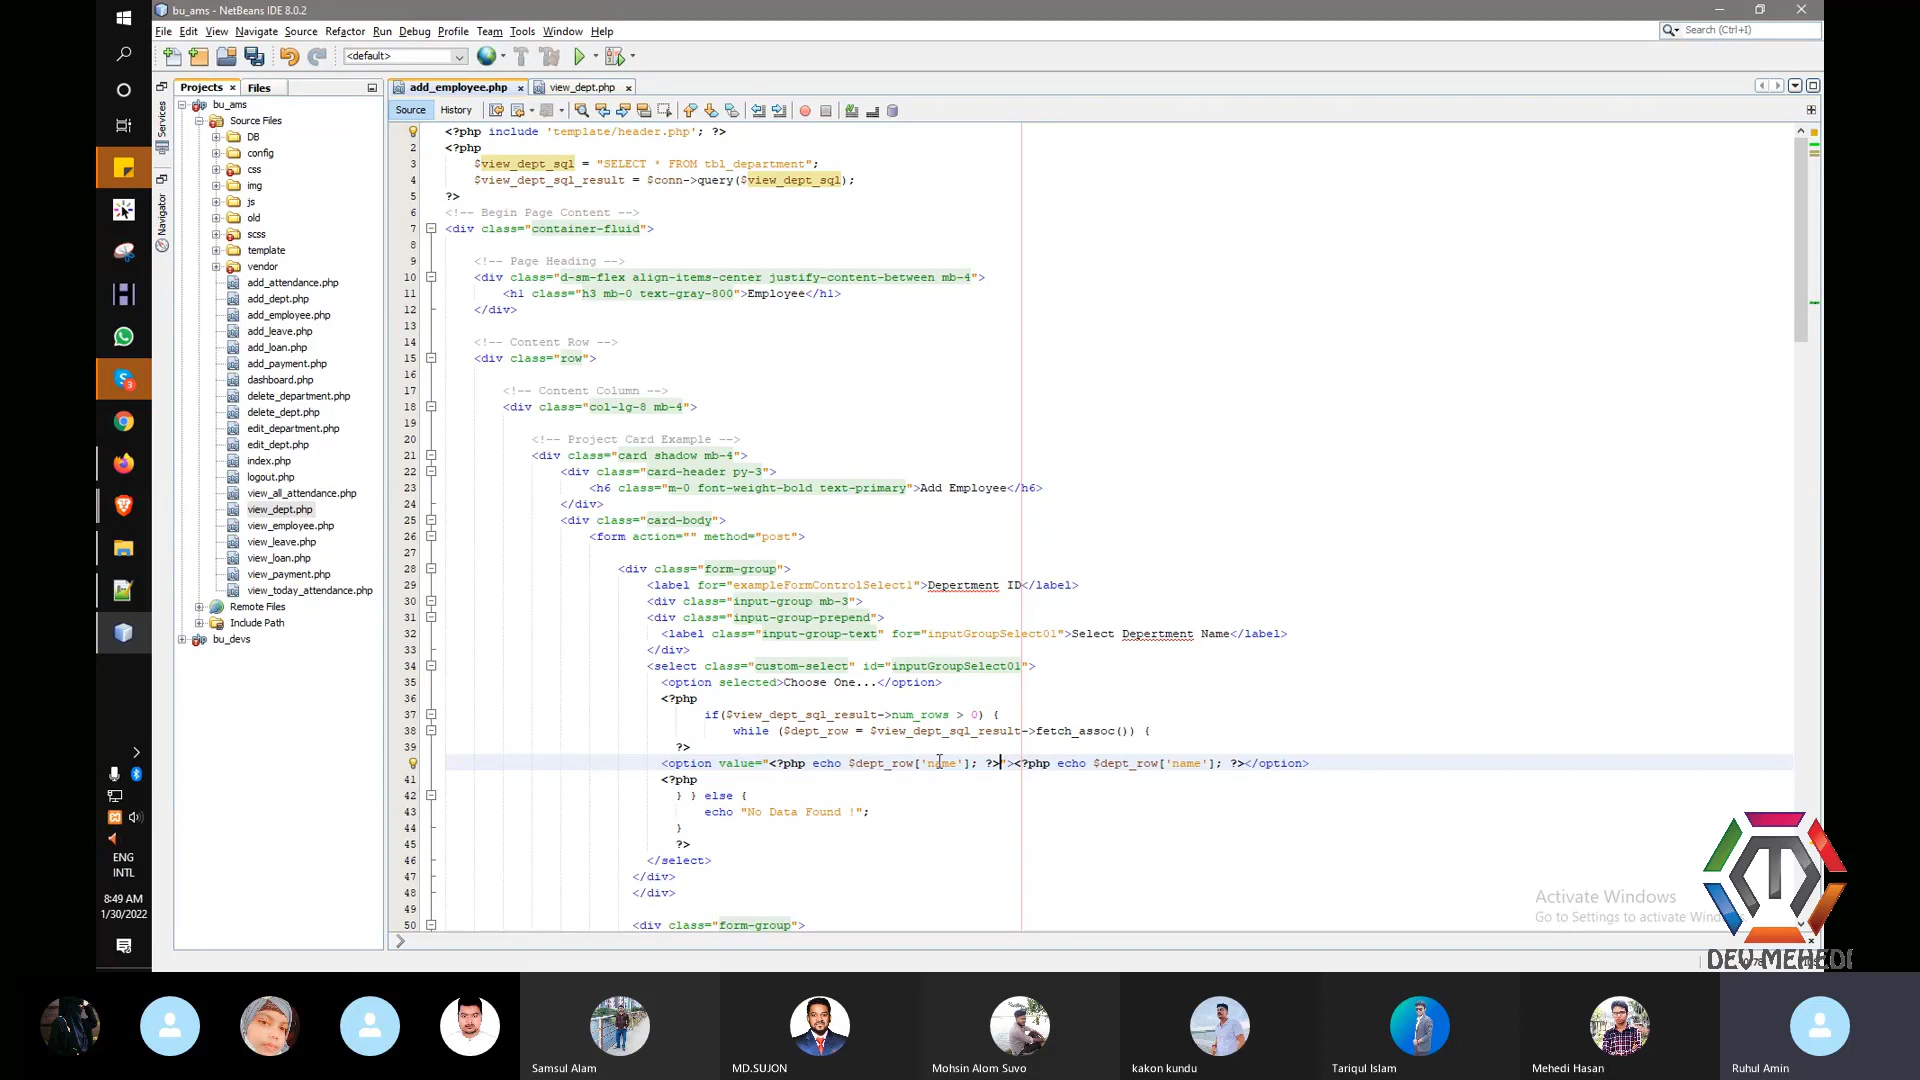 bu_ams - NetBeans IDE 8.0.2
File Edit View Navigate Source Refactor Run Debug Profile Team Tools Window Help
Search (Ctrl+I)
<default>
Projects
Files
add_employee.php
view_dept.php
Source
History
Services
Navigator
bu_ams
Source Files
DB
config
css
img
js
old
scss
template
vendor
add_attendance.php
add_dept.php
add_employee.php
add_leave.php
add_loan.php
add_payment.php
dashboard.php
delete_department.php
delete_dept.php
edit_department.php
edit_dept.php
index.php
logout.php
view_all_attendance.php
view_dept.php
view_employee.php
view_leave.php
view_loan.php
view_payment.php
view_today_attendance.php
Remote Files
Include Path
bu_devs
<?php include 'template/header.php'; ?>
2 <?php
3 $view_dept_sql = "SELECT * FROM tbl_department";
4 $view_dept_sql_result = $conn->query($view_dept_sql);
5 ?>
6 <!-- Begin Page Content -->
7 <div class="container-fluid">
8
9 <!-- Page Heading -->
10 <div class="d-sm-flex align-items-center justify-content-between mb-4">
11 <h1 class="h3 mb-0 text-gray-800">Employee</h1>
12 </div>
13
14 <!-- Content Row -->
15 <div class="row">
16
17 <!-- Content Column -->
18 <div class="col-lg-8 mb-4">
19
20 <!-- Project Card Example -->
21 <div class="card shadow mb-4">
22 <div class="card-header py-3">
23 <h6 class="m-0 font-weight-bold text-primary">Add Employee</h6>
24 </div>
25 <div class="card-body">
26 <form action="" method="post">
27
28 <div class="form-group">
29 <label for="exampleFormControlSelect1">Depertment ID</label>
30 <div class="input-group mb-3">
31 <div class="input-group-prepend">
32 <label class="input-group-text" for="inputGroupSelect01">Select Depertment Name</label>
33 </div>
34 <select class="custom-select" id="inputGroupSelect01">
35 <option selected>Choose One...</option>
36 <?php
37 if($view_dept_sql_result->num_rows > 0) {
38 while ($dept_row = $view_dept_sql_result->fetch_assoc()) {
39 ?>
<option value="<?php echo $dept_row['name']; ?>"><?php echo $dept_row['name']; ?></option>
41 <?php
42 } } else {
43 echo "No Data Found !";
44 }
45 ?>
46 </select>
47 </div>
48 </div>
49
50 <div class="form-group">
3
ENG
INTL
8:49 AM
1/30/2022
Activate Windows
Go to Settings to activate Wind
DEV MEHEDI
Samsul Alam
MD.SUJON
Mohsin Alom Suvo
kakon kundu
Tariqul Islam
Mehedi Hasan
Ruhul Amin